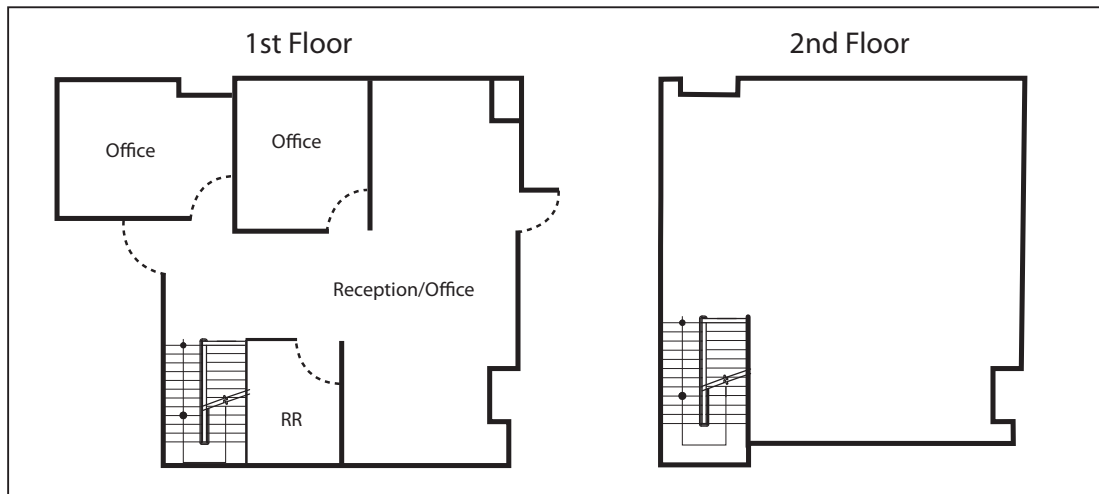 1st Floor
2nd Floor
Office
Office
Reception/Office
RR